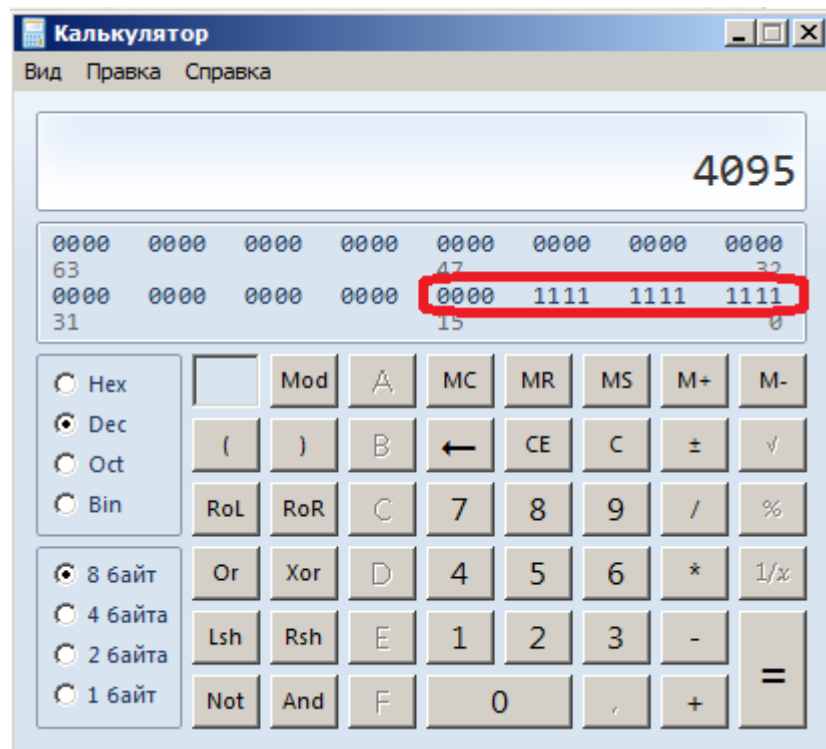 Калькулятор
Вид Правка Справка
4095
0000 0000 0000 0000 0000 0000 0000 0000
63 47 32
0000 0000 0000 0000 0000 1111 1111 1111
31 15 0
Hex Mod A MC MR MS M+ M-
Dec ( ) B ← CE C ± √
Oct
Bin RoL RoR C 7 8 9 / %
8 байт Or Xor D 4 5 6 * 1/x
4 байта Lsh Rsh E 1 2 3 - =
2 байта
1 байт Not And F 0 , +